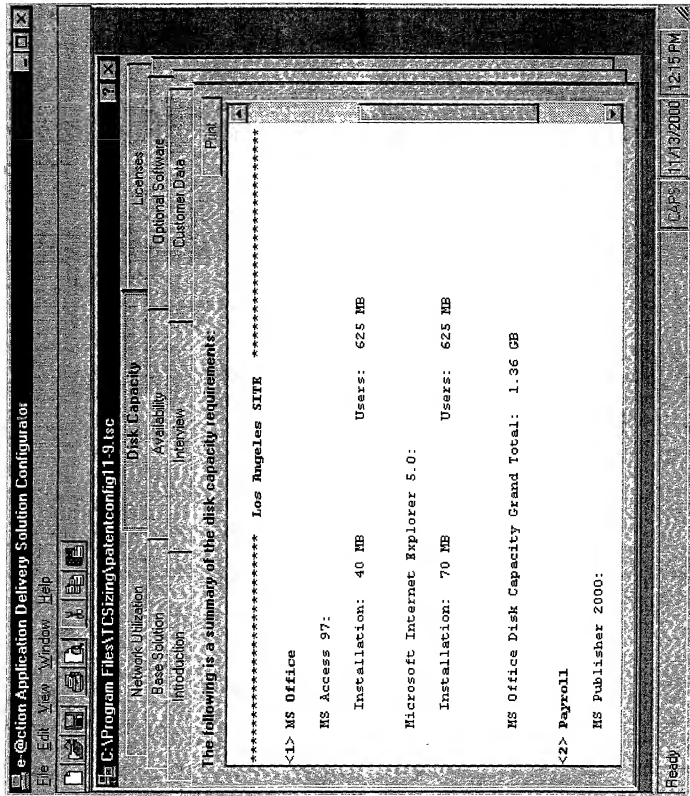 e-@ction Application Delivery Solution Configurator
File Edit View Window Help
C:\Program Files\TCSizing\patentconfig11-9.tsc
Network Utilization Disk Capacity Licenses
Base Solution Availability Optional Software
Introduction Interview Customer Data
The following is a summary of the disk capacity requirements:
Print
****************************** Los Angeles SITE ******************************
<1> MS Office
MS Access 97:
Installation: 40 MB Users: 625 MB
Microsoft Internet Explorer 5.0:
Installation: 70 MB Users: 625 MB
MS Office Disk Capacity Grand Total: 1.36 GB
<2> Payroll
MS Publisher 2000:
Ready CAPS 11/13/2000 12:15 PM